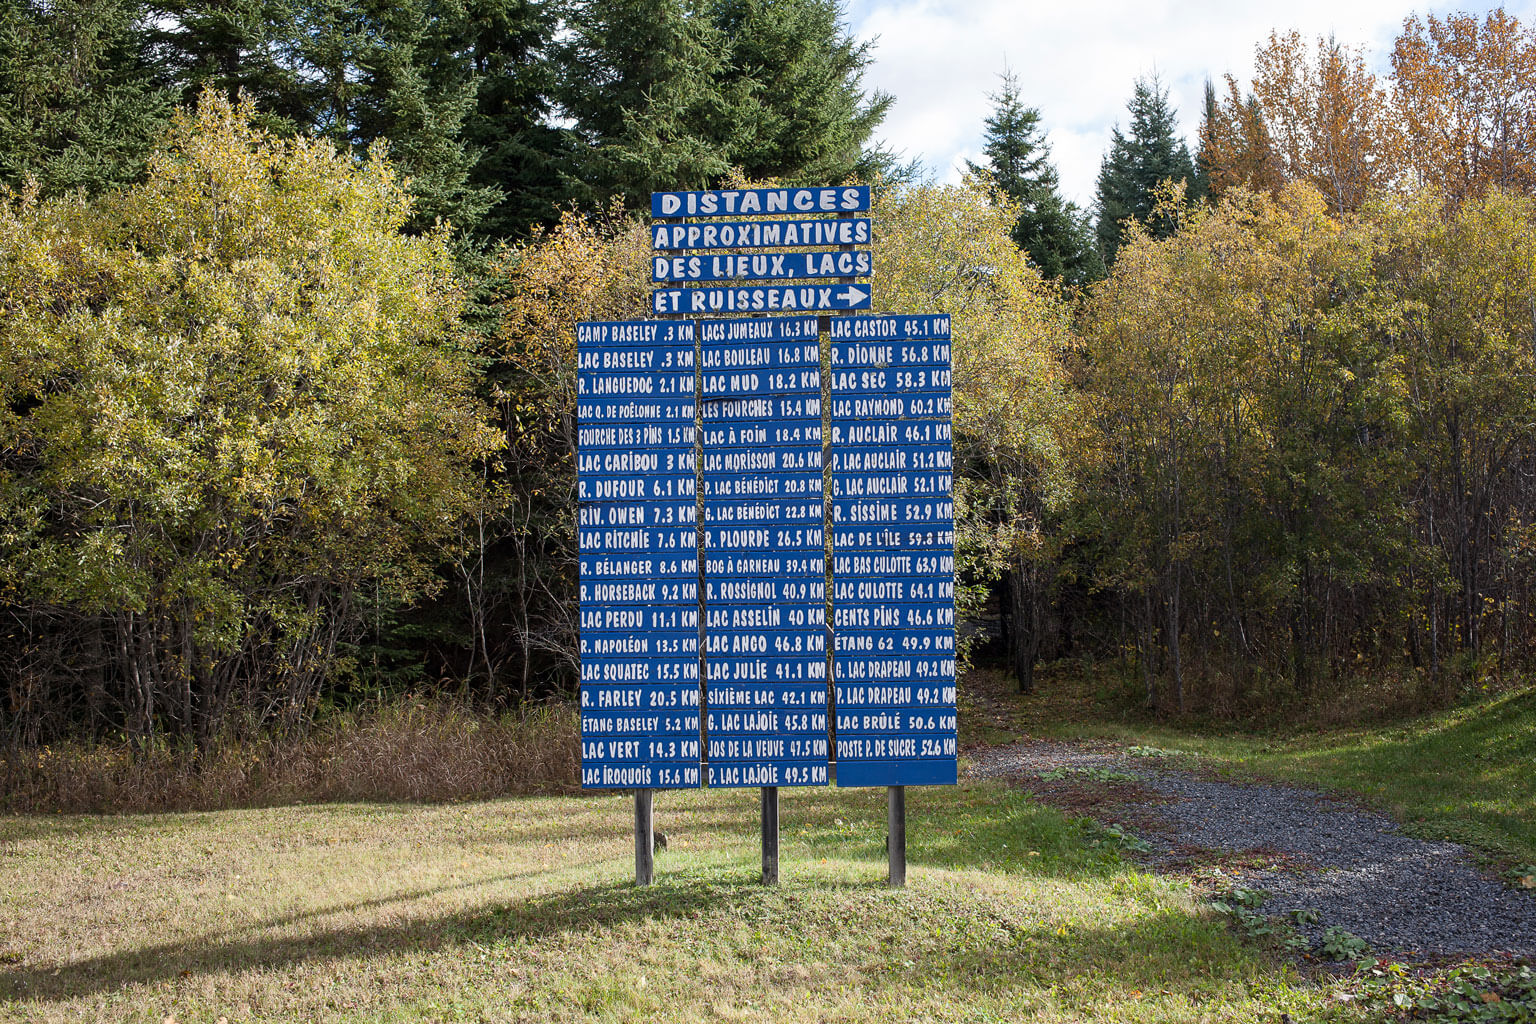 DISTANCES
APPROXIMATIVES
DES LIEUX, LACS
ET RUISSEAUX →
CAMP BASELEY .3 KM
LAC BASELEY .3 KM
R. LANGUEDOC 2.1 KM
LAC Q. DE POÊLONNE 2.1 KM
FOURCHE DES 3 PINS 1.5 KM
LAC CARIBOU 3 KM
R. DUFOUR 6.1 KM
RIV. OWEN 7.3 KM
LAC RITCHIE 7.6 KM
R. BÉLANGER 8.6 KM
R. HORSEBACK 9.2 KM
LAC PERDU 11.1 KM
R. NAPOLÉON 13.5 KM
LAC SQUATEC 15.5 KM
R. FARLEY 20.5 KM
ÉTANG BASELEY 5.2 KM
LAC VERT 14.3 KM
LAC IROQUOIS 15.6 KM
LACS JUMEAUX 16.3 KM
LAC BOULEAU 16.8 KM
LAC MUD 18.2 KM
LES FOURCHES 15.4 KM
LAC À FOIN 18.4 KM
LAC MORISSON 20.6 KM
P. LAC BÉNÉDICT 20.8 KM
G. LAC BÉNÉDICT 22.8 KM
R. PLOURDE 26.5 KM
BOG À GARNEAU 39.4 KM
R. ROSSIGNOL 40.9 KM
LAC ASSELIN 40 KM
LAC ANGO 46.8 KM
LAC JULIE 41.1 KM
SIXIÈME LAC 42.1 KM
G. LAC LAJOIE 45.8 KM
JOS DE LA VEUVE 47.5 KM
P. LAC LAJOIE 49.5 KM
LAC CASTOR 45.1 KM
R. DIONNE 56.8 KM
LAC SEC 58.3 KM
LAC RAYMOND 60.2 KM
R. AUCLAIR 46.1 KM
P. LAC AUCLAIR 51.2 KM
G. LAC AUCLAIR 52.1 KM
R. SISSIME 52.9 KM
LAC DE L'ÎLE 59.8 KM
LAC BAS CULOTTE 63.9 KM
LAC CULOTTE 64.1 KM
CENTS PINS 46.6 KM
ÉTANG 62 49.9 KM
G. LAC DRAPEAU 49.2 KM
P. LAC DRAPEAU 49.2 KM
LAC BRÛLÉ 50.6 KM
POSTE P. DE SUCRE 52.6 KM